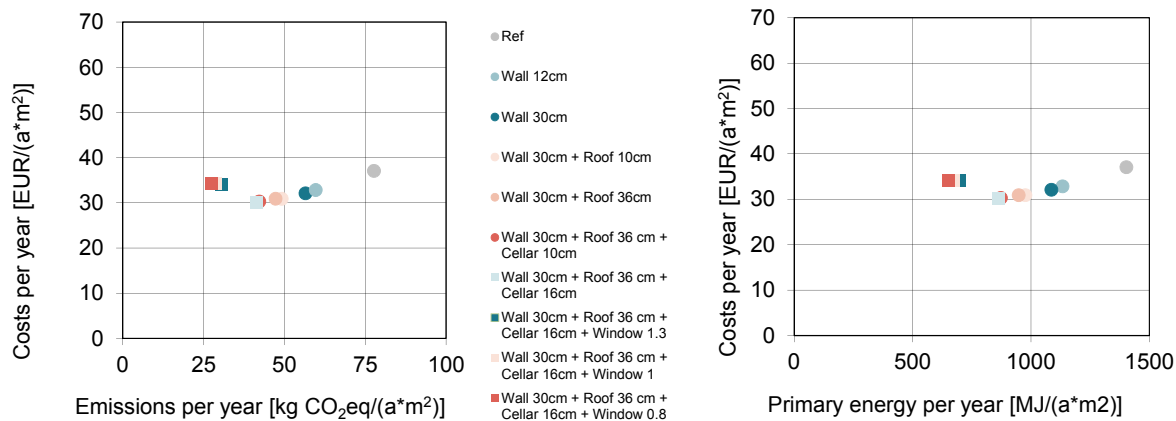 70
60
50
40
30
20
10
0
0
25
50
75
100
Costs per year [EUR/(a*m²)]
Emissions per year [kg CO₂eq/(a*m²)]
Ref
Wall 12cm
Wall 30cm
Wall 30cm + Roof 10cm
Wall 30cm + Roof 36cm
Wall 30cm + Roof 36 cm +
Cellar 10cm
Wall 30cm + Roof 36 cm +
Cellar 16cm
Wall 30cm + Roof 36 cm +
Cellar 16cm + Window 1.3
Wall 30cm + Roof 36 cm +
Cellar 16cm + Window 1
Wall 30cm + Roof 36 cm +
Cellar 16cm + Window 0.8
70
60
50
40
30
20
10
0
0
500
1000
1500
Costs per year [EUR/(a*m²)]
Primary energy per year [MJ/(a*m2)]